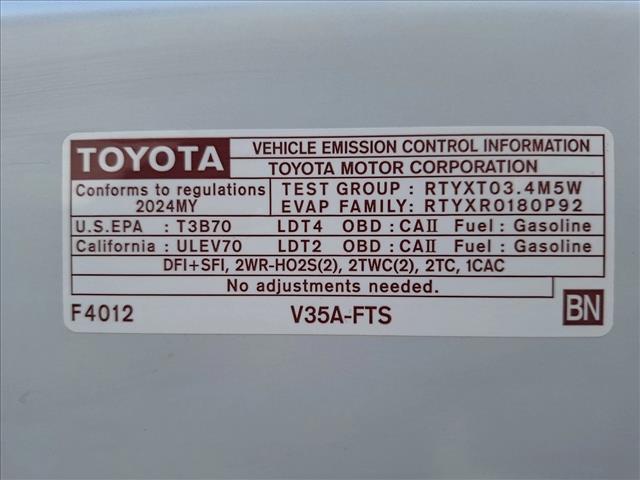 TOYOTA VEHICLE EMISSION CONTROL INFORMATION
TOYOTA MOTOR CORPORATION
Conforms to regulations TEST GROUP : RTYXT03.4M5W
2024MY EVAP FAMILY: RTYXR0180P92
U.S.EPA : T3B70 LDT4 OBD : CAII Fuel : Gasoline
California : ULEV70 LDT2 OBD : CAII Fuel : Gasoline
DFI+SFI, 2WR-HO2S(2), 2TWC(2), 2TC, 1CAC
No adjustments needed.
F4012 V35A-FTS BN